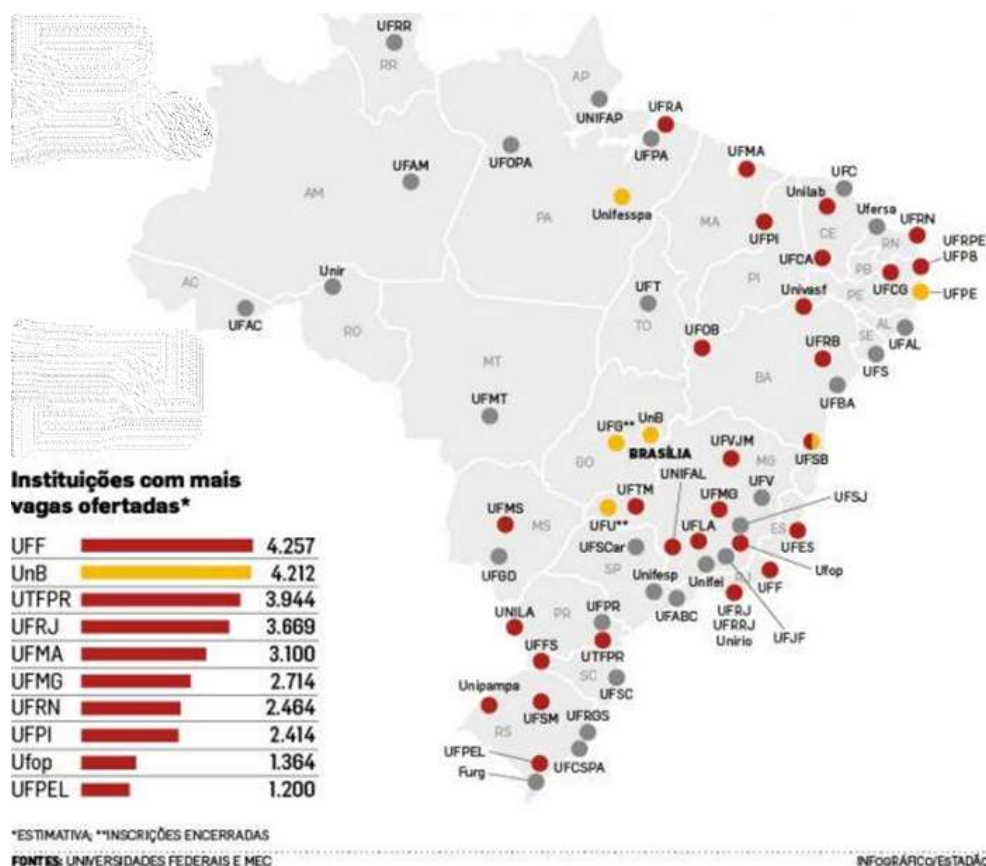 UFRR
RR
AP
UNIFAP
UFRA
UFPA
UFOPA
UFAM
AM
PA
Unifesspa
UFMA
MA
UFPI
Unilab
UFC
CE
Ufersa
UFRN
RN
UFRPE
UFPB
PB
UFCA
UFCG
PE
UFPE
PI
Univasf
AL
UFAL
SE
UFS
AC
UFAC
Unir
RO
UFT
TO
UFOB
UFRB
BA
UFBA
MT
UFMT
UFG**
UnB
BRASÍLIA
GO
UFVJM
MG
UFSB
UNIFAL
UFV
UFTM
UFU**
UFMG
UFSJ
UFMS
MS
UFSCar
UFLA
ES
UFES
UFGD
SP
Unifesp
Unifei
RJ
UFF
Ufop
UFABC
UFRJ
UFRRJ
Unirio
UFJF
UNILA
PR
UFPR
UFFS
UTFPR
SC
UFSC
Unipampa
UFSM
RS
UFRGS
UFPEL
UFCSPA
Furg
Instituições com mais
vagas ofertadas*
UFF 4.257
UnB 4.212
UTFPR 3.944
UFRJ 3.669
UFMA 3.100
UFMG 2.714
UFRN 2.464
UFPI 2.414
Ufop 1.364
UFPEL 1.200
*ESTIMATIVA; **INSCRIÇÕES ENCERRADAS
FONTES: UNIVERSIDADES FEDERAIS E MEC
INFOGRÁFICO/ESTADÃO